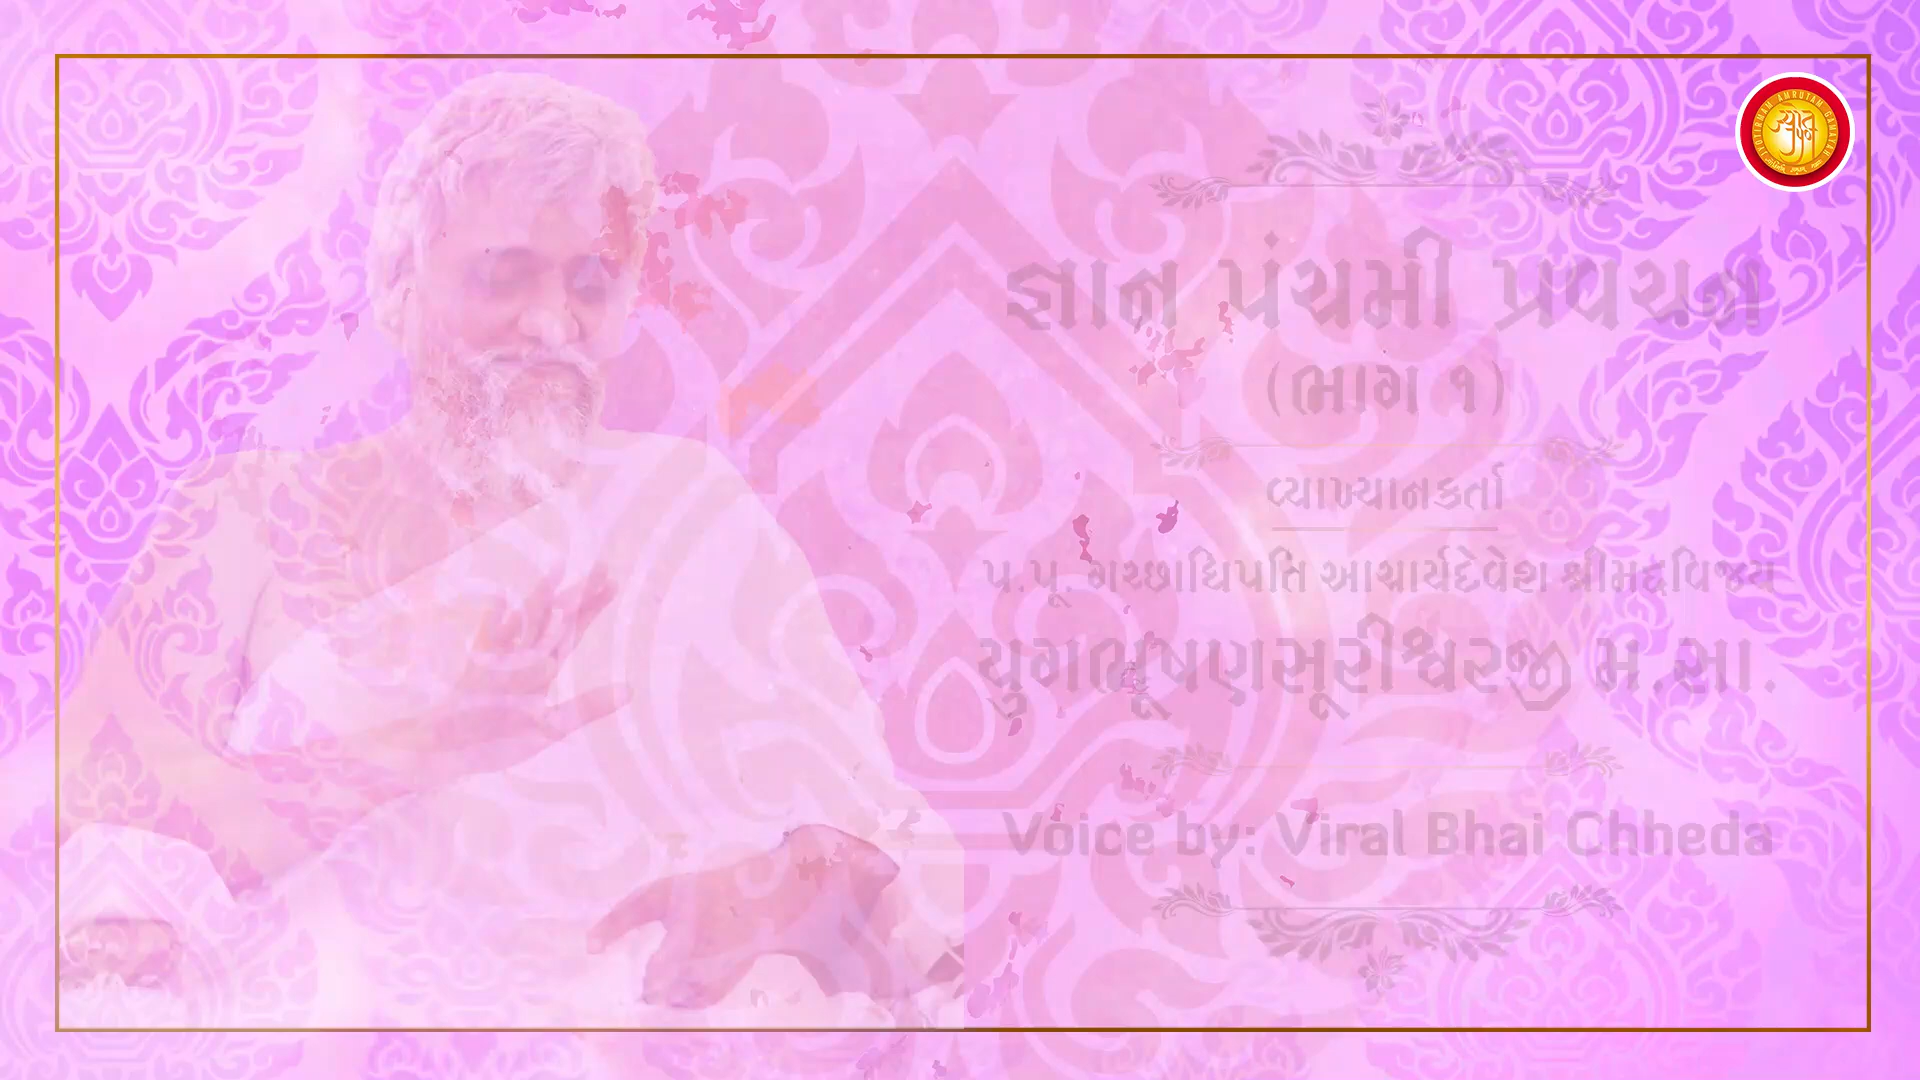 જ્ઞાન પંચમી પ્રવચન
(ભાગ ૧)
વ્યાખ્યાનકર્તા
પ.પૂ. ગચ્છાધિપતિ આચાર્યદેવેશ શ્રીમદ્વિજય
યુગભૂષણસૂરીશ્વરજી મ.સા.
Voice by: Viral Bhai Chheda